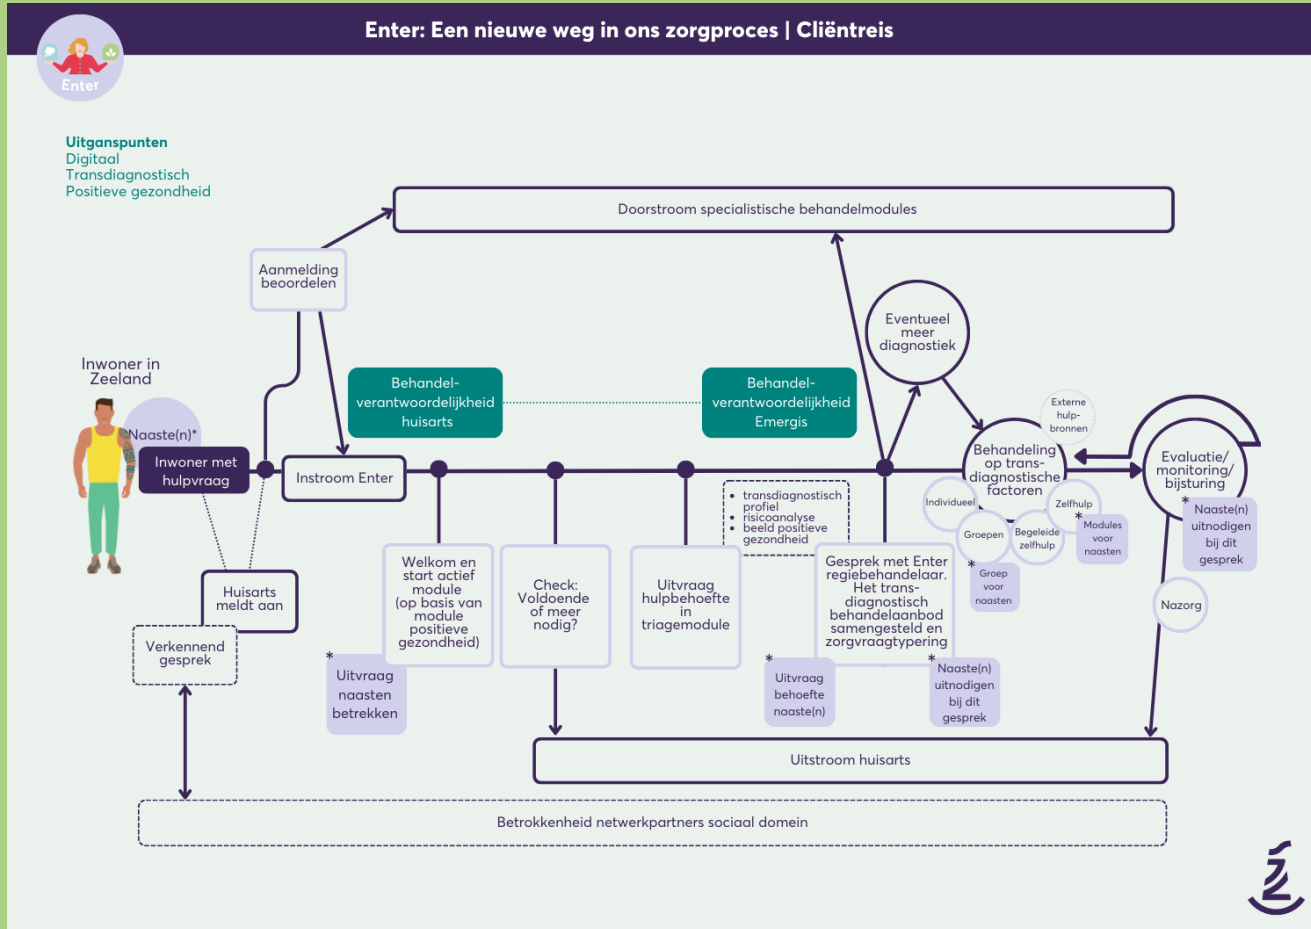 Enter: Een nieuwe weg in ons zorgproces | Cliëntreis
Enter
Uitganspunten
Digitaal
Transdiagnostisch
Positieve gezondheid
Doorstroom specialistische behandelmodules
Aanmelding
beoordelen
Eventueel
meer
diagnostiek
Inwoner in
Zeeland
Naaste(n)*
Inwoner met
hulpvraag
Behandel-
verantwoordelijkheid
huisarts
Behandel-
verantwoordelijkheid
Emergis
Externe
hulp-
bronnen
Instroom Enter
Behandeling
op trans-
diagnostische
factoren
Evaluatie/
monitoring/
bijsturing
Individueel
Groepen
Begeleide
zelfhulp
Zelfhulp
*
Modules
voor
naasten
*
Groep
voor
naasten
*
Naaste(n)
uitnodigen
bij dit
gesprek
• transdiagnostisch
profiel
• risicoanalyse
• beeld positieve
gezondheid
Huisarts
meldt aan
Verkennend
gesprek
Welkom en
start actief
module
(op basis van
module
positieve
gezondheid)
*
Uitvraag
naasten
betrekken
Check:
Voldoende
of meer
nodig?
Uitvraag
hulpbehoefte
in
triagemodule
Gesprek met Enter
regiebehandelaar.
Het trans-
diagnostisch
behandelaanbod
samengesteld en
zorgvraagtypering
*
Uitvraag
behoefte
naaste(n)
*
Naaste(n)
uitnodigen
bij dit
gesprek
Nazorg
Uitstroom huisarts
Betrokkenheid netwerkpartners sociaal domein